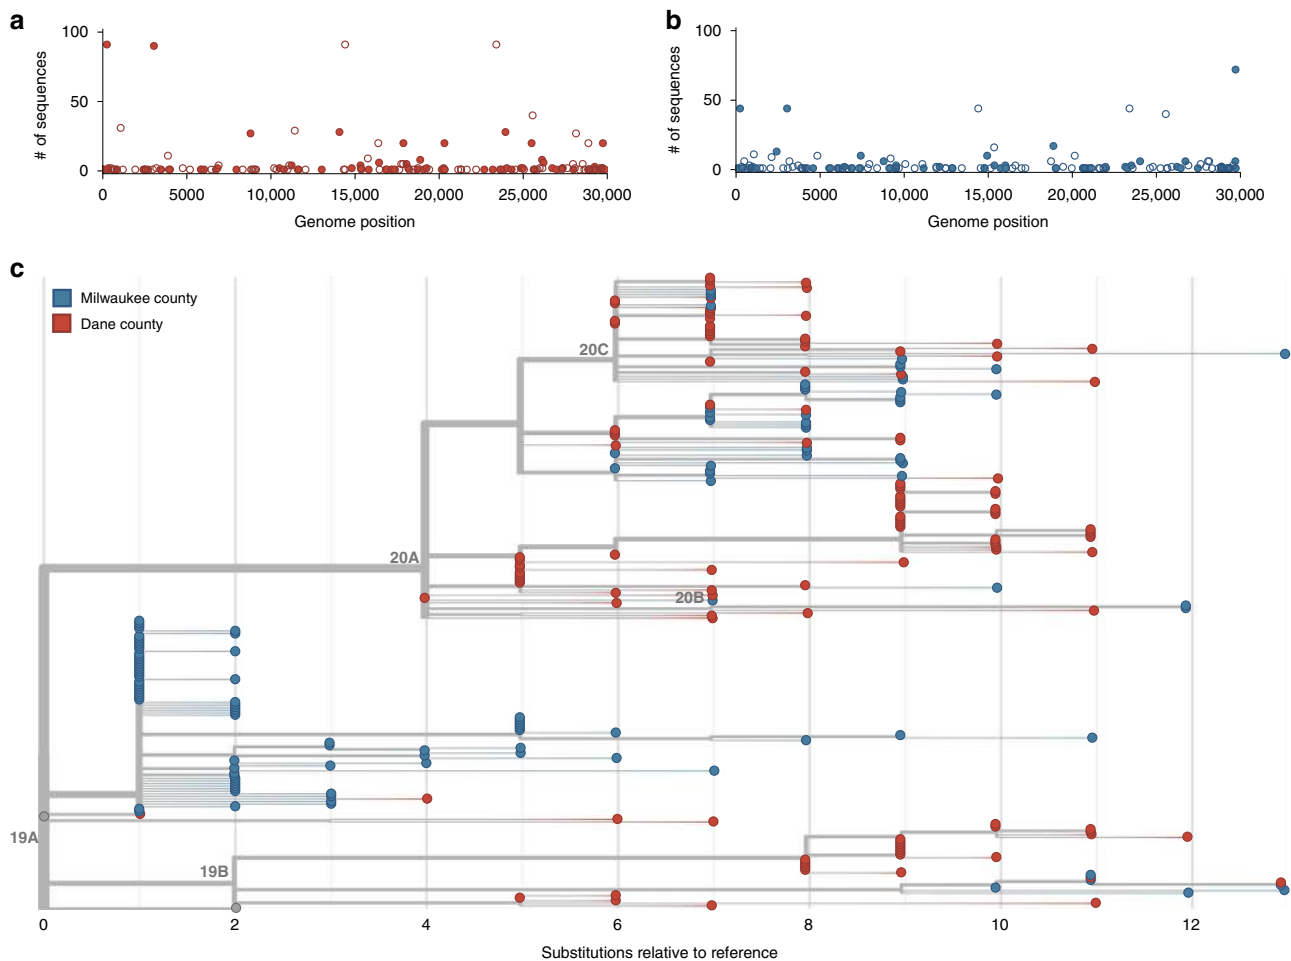 a
100
50
0
# of sequences
0 5000 10,000 15,000 20,000 25,000 30,000
Genome position
b
100
50
0
# of sequences
0 5000 10,000 15,000 20,000 25,000 30,000
Genome position
c
Milwaukee county
Dane county
20C
20A
20B
19A
19B
0 2 4 6 8 10 12
Substitutions relative to reference